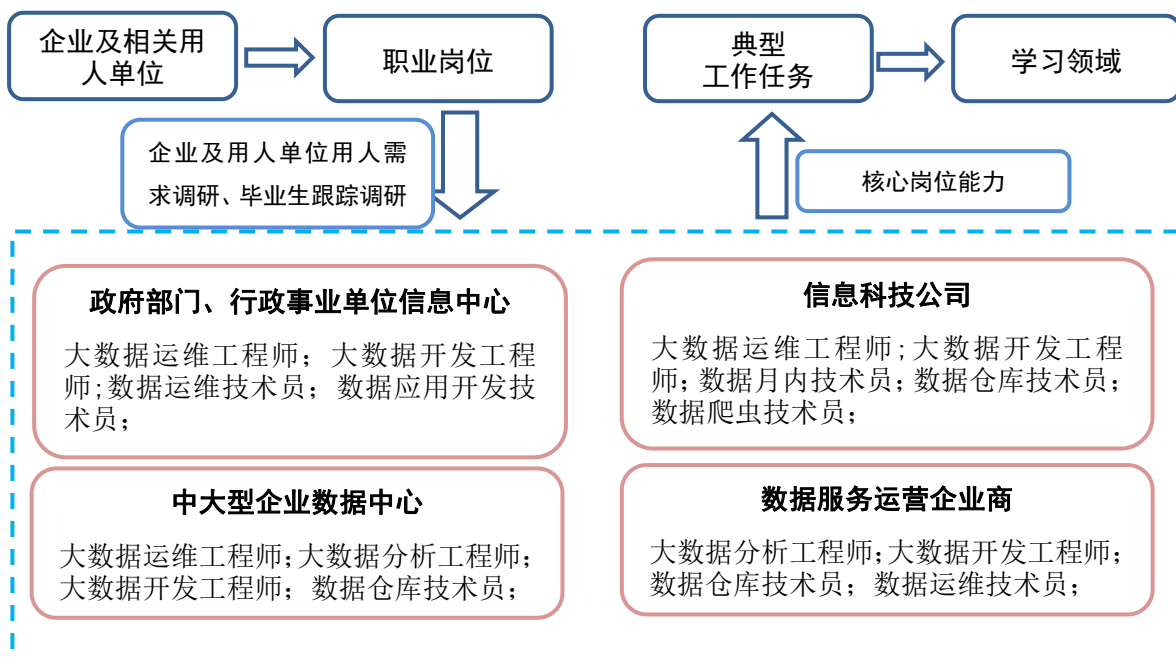 企业及相关用
人单位
职业岗位
典型
工作任务
学习领域
企业及用人单位用人需
求调研、毕业生跟踪调研
核心岗位能力
政府部门、行政事业单位信息中心
大数据运维工程师；大数据开发工程
师;数据运维技术员；数据应用开发技
术员；
信息科技公司
大数据运维工程师;大数据开发工程
师；数据月内技术员；数据仓库技术员；
数据爬虫技术员；
中大型企业数据中心
大数据运维工程师；大数据分析工程师；
大数据开发工程师；数据仓库技术员；
数据服务运营企业商
大数据分析工程师；大数据开发工程师；
数据仓库技术员；数据运维技术员；